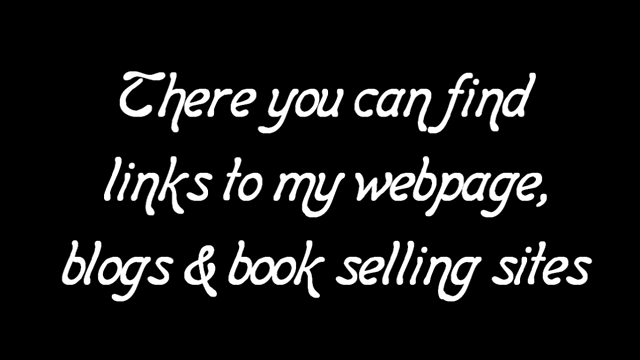 There you can find
links to my webpage,
blogs & book selling sites